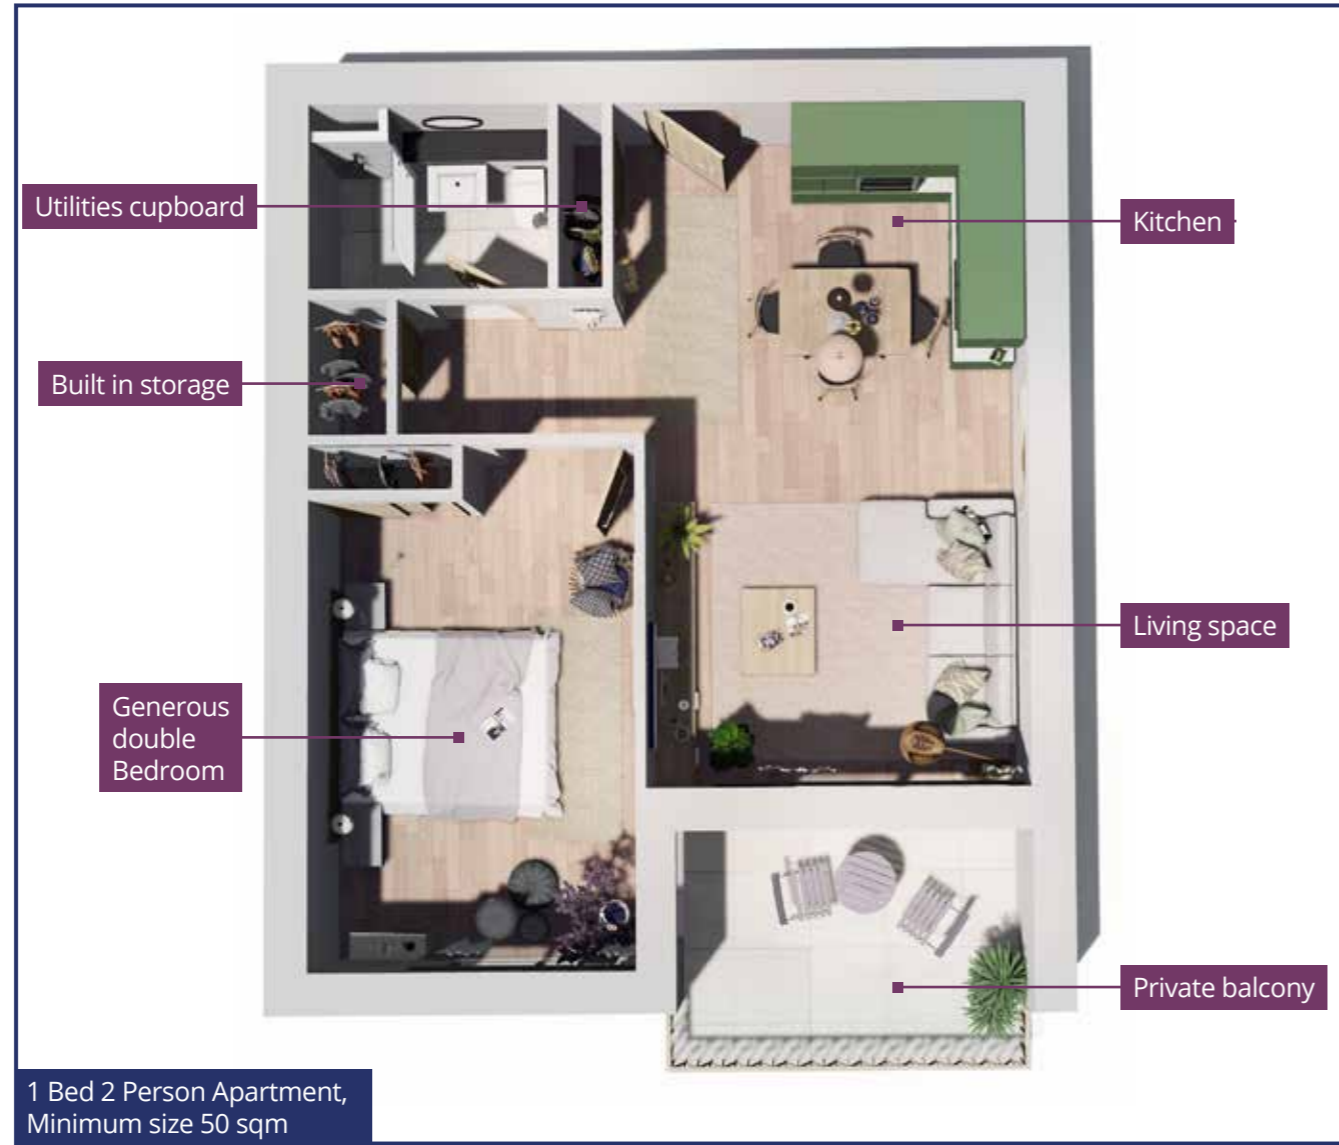 Utilities cupboard
Kitchen
Built in storage
Living space
Generous
double
Bedroom
Private balcony
1 Bed 2 Person Apartment,
Minimum size 50 sqm